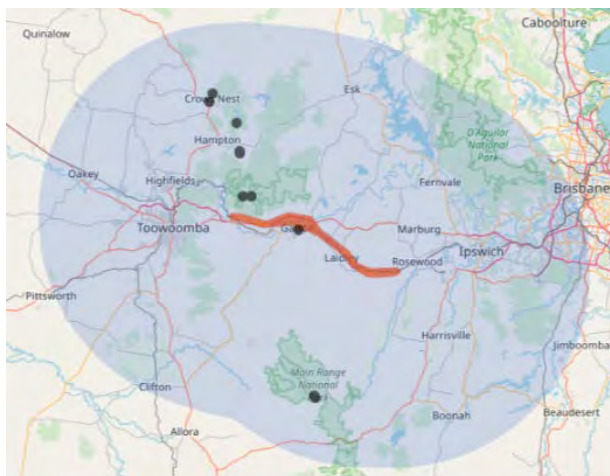 Caboolture
Quinalow
Esk
Crows Nest
D'Aguilar
National
Park
Hampton
Oakey
Highfields
Fernvale
Brisbane
Toowoomba
Marburg
Ipswich
Laidley
Rosewood
Pittsworth
Harrisville
Jimboomba
Main Range
National
Clifton
Boonah
Beaudesert
Allora